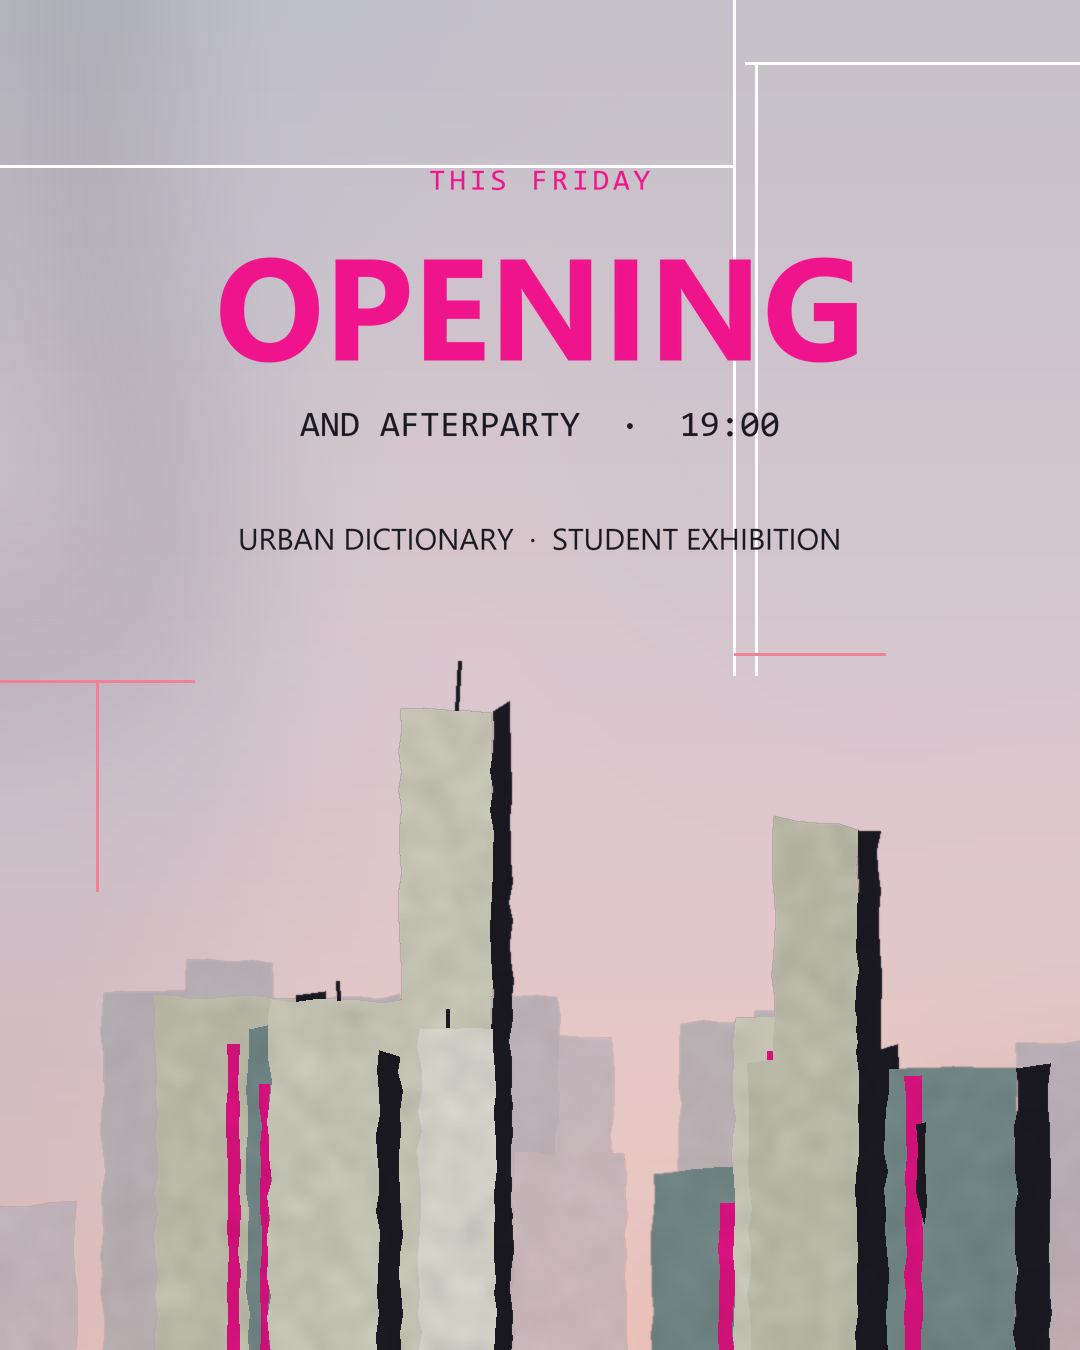 THIS FRIDAY
OPENING
AND AFTERPARTY · 19:00
URBAN DICTIONARY · STUDENT EXHIBITION